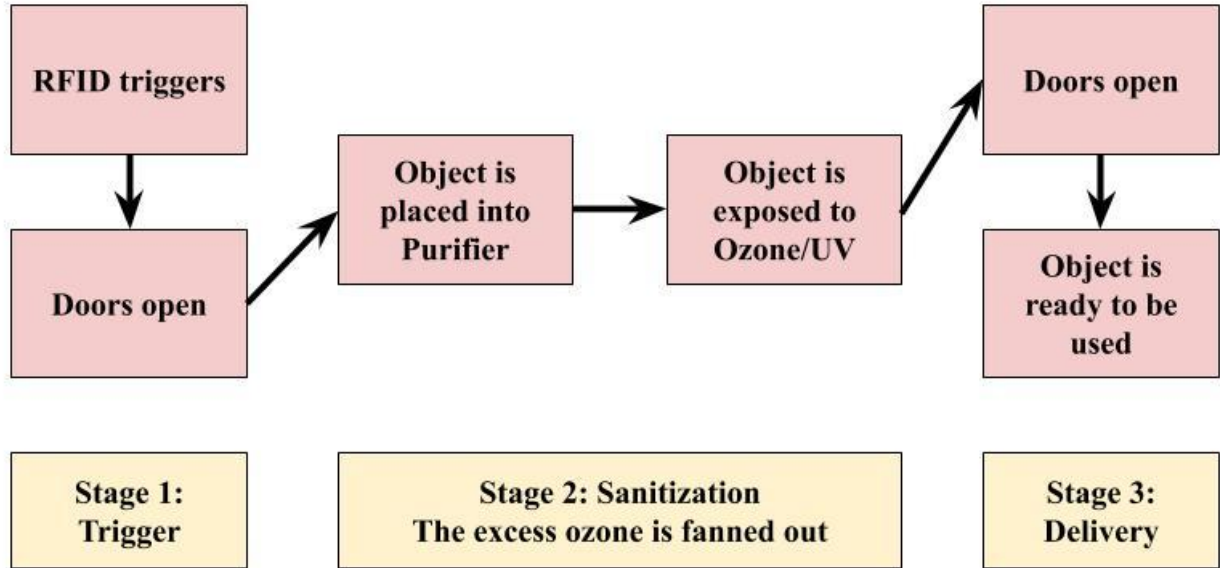 RFID triggers
Doors open
Object is
placed into
Purifier
Object is
exposed to
Ozone/UV
Doors open
Object is
ready to be
used
Stage 1:
Trigger
Stage 2: Sanitization
The excess ozone is fanned out
Stage 3:
Delivery